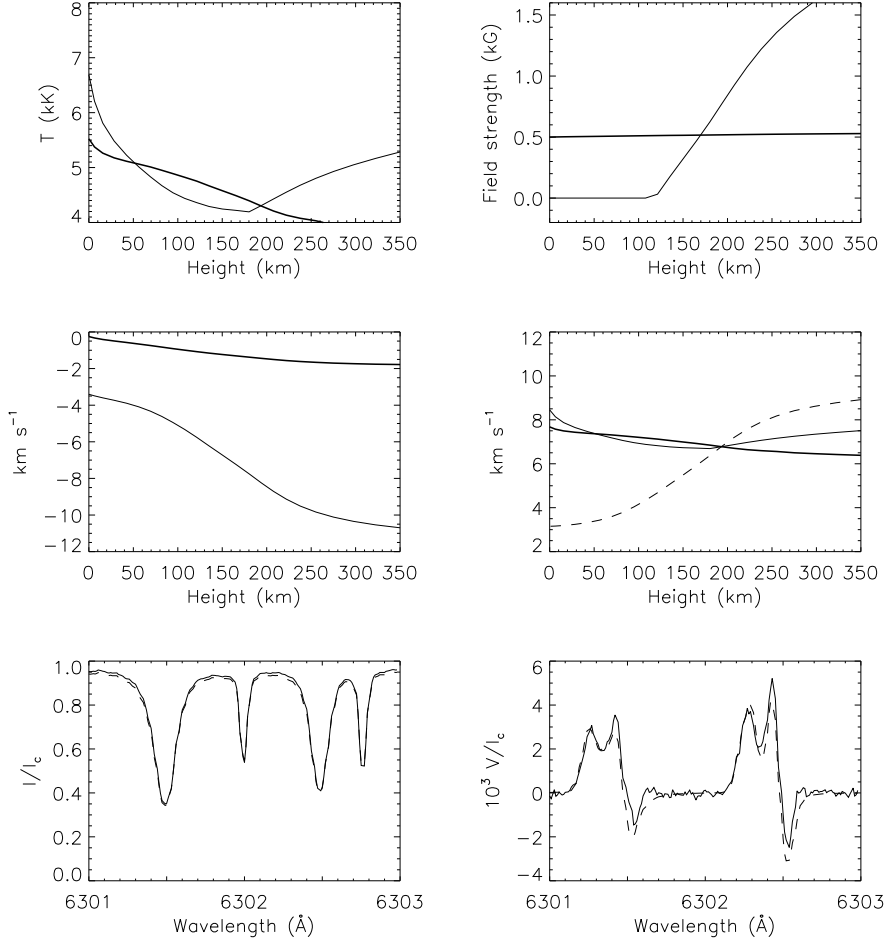 8
7
6
5
4
T (kK)
0 50 100 150 200 250 300 350
Height (km)
1.5
1.0
0.5
0.0
Field strength (kG)
0 50 100 150 200 250 300 350
Height (km)
0
−2
−4
−6
−8
−10
−12
km s⁻¹
0 50 100 150 200 250 300 350
Height (km)
12
10
8
6
4
2
km s⁻¹
0 50 100 150 200 250 300 350
Height (km)
1.0
0.8
0.6
0.4
0.2
0.0
I/I_c
6301 6302 6303
Wavelength (Å)
6
4
2
0
−2
−4
10³ V/I_c
6301 6302 6303
Wavelength (Å)